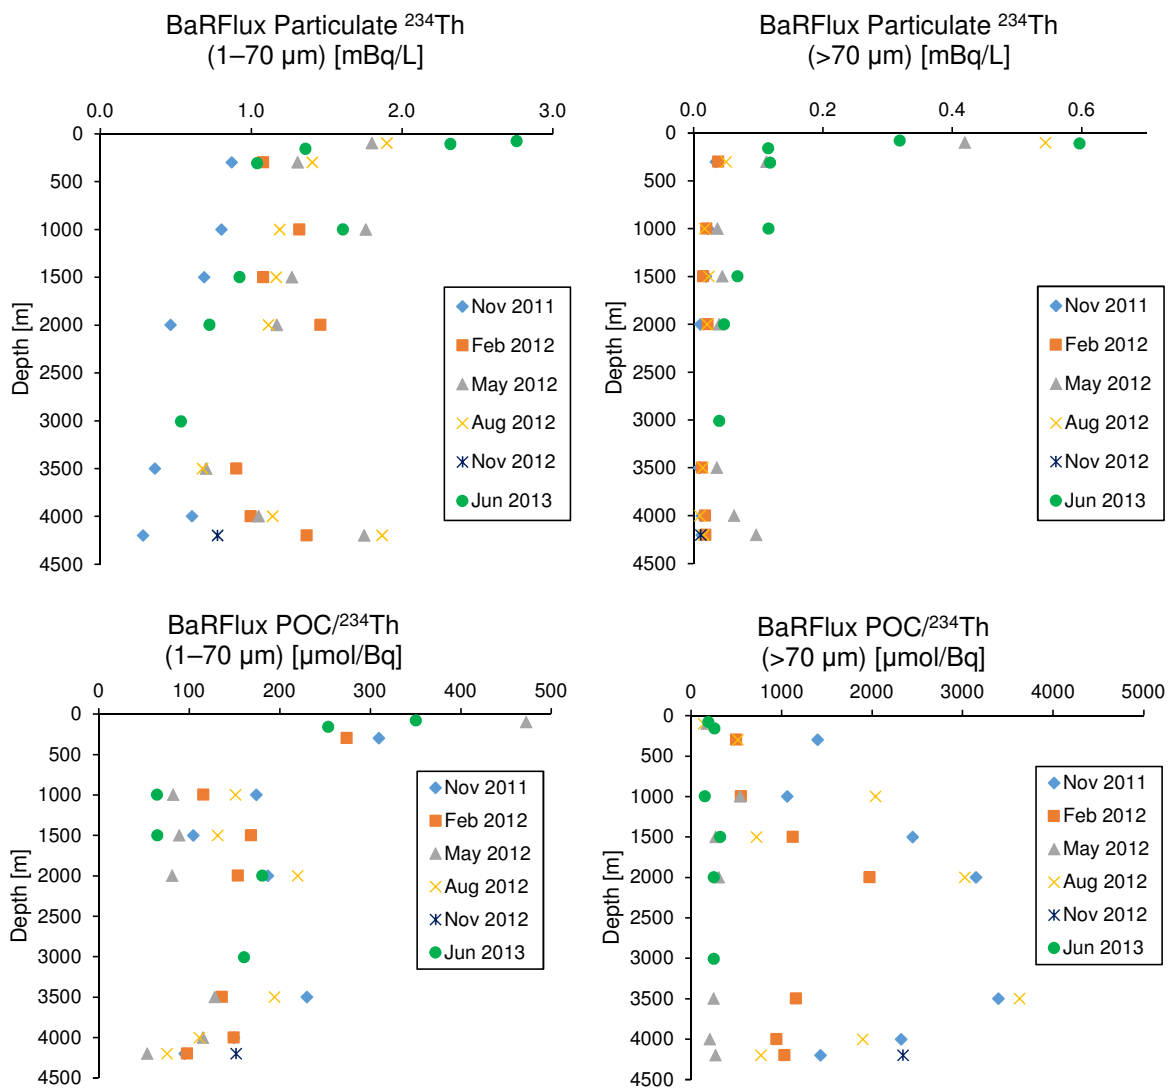 BaRFlux Particulate ²³⁴Th
(1–70 µm) [mBq/L]
0.0 1.0 2.0 3.0
0
500
1000
1500
2000
3000
3500
4000
4500
Depth [m]
Nov 2011
Feb 2012
May 2012
Aug 2012
Nov 2012
Jun 2013
BaRFlux Particulate ²³⁴Th
(>70 µm) [mBq/L]
0.0 0.2 0.4 0.6
0
500
1000
1500
2000
3000
3500
4000
4500
Depth [m]
Nov 2011
Feb 2012
May 2012
Aug 2012
Nov 2012
Jun 2013
BaRFlux POC/²³⁴Th
(1–70 µm) [µmol/Bq]
0 100 200 300 400 500
0
500
1000
1500
2000
2500
3000
3500
4000
4500
Depth [m]
Nov 2011
Feb 2012
May 2012
Aug 2012
Nov 2012
Jun 2013
BaRFlux POC/²³⁴Th
(>70 µm) [µmol/Bq]
0 1000 2000 3000 4000 5000
0
500
1000
1500
2000
2500
3000
3500
4000
4500
Depth [m]
Nov 2011
Feb 2012
May 2012
Aug 2012
Nov 2012
Jun 2013